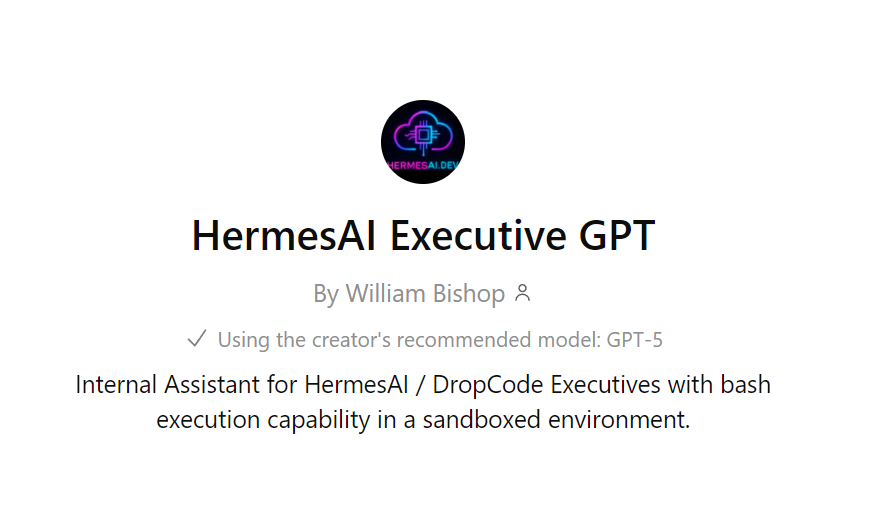 HERMESAI.DEV
HermesAI Executive GPT
By William Bishop
Using the creator's recommended model: GPT-5
Internal Assistant for HermesAI / DropCode Executives with bash
execution capability in a sandboxed environment.